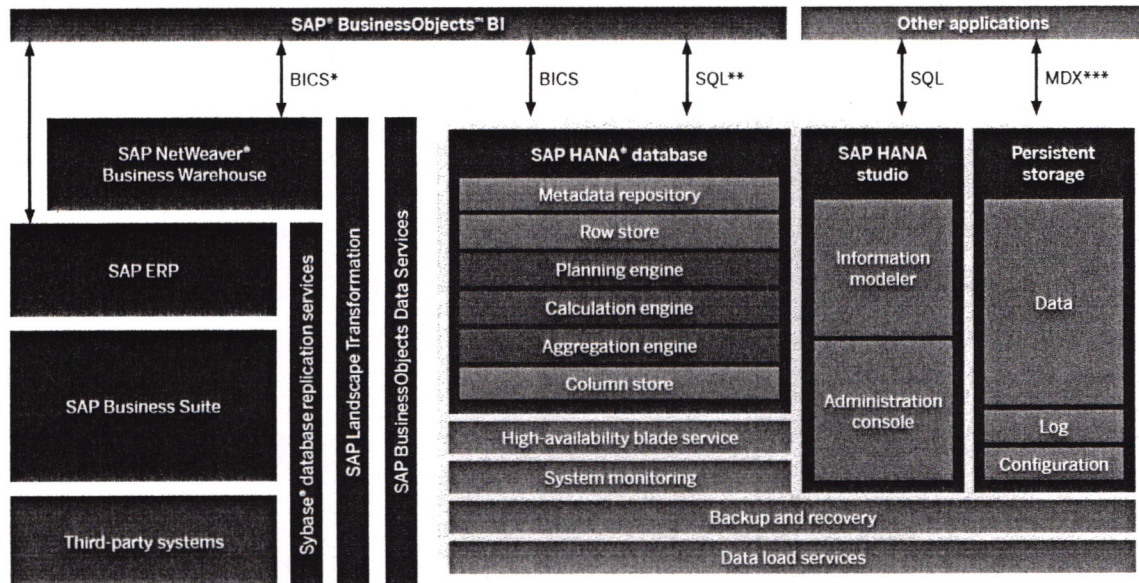 SAP® BusinessObjects™ BI
Other applications
BICS*
BICS
SQL**
SQL
MDX***
SAP NetWeaver®
Business Warehouse
SAP ERP
SAP Business Suite
Third-party systems
Sybase® database replication services
SAP Landscape Transformation
SAP BusinessObjects Data Services
SAP HANA® database
Metadata repository
Row store
Planning engine
Calculation engine
Aggregation engine
Column store
High-availability blade service
System monitoring
SAP HANA
studio
Information
modeler
Administration
console
Persistent
storage
Data
Log
Configuration
Backup and recovery
Data load services